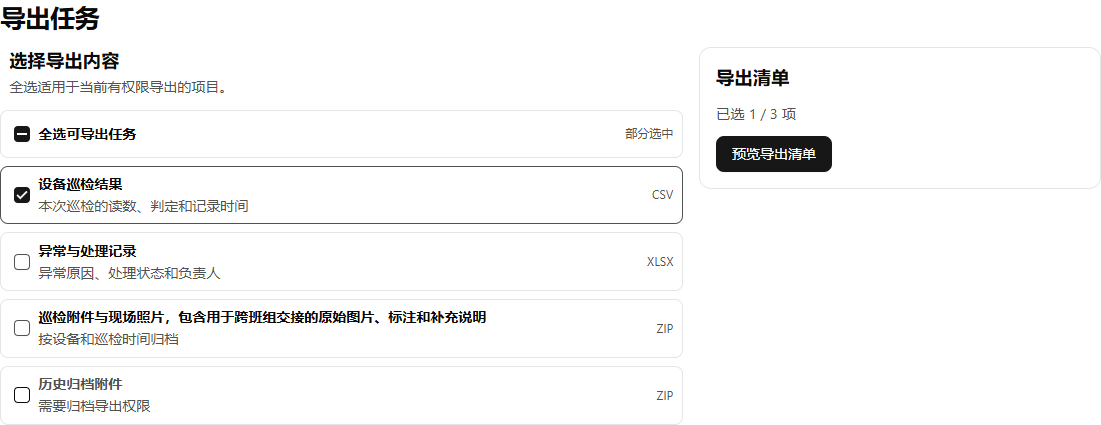 导出任务
选择导出内容
全选适用于当前有权限导出的项目。
全选可导出任务
部分选中
设备巡检结果
本次巡检的读数、判定和记录时间
CSV
异常与处理记录
异常原因、处理状态和负责人
XLSX
巡检附件与现场照片，包含用于跨班组交接的原始图片、标注和补充说明
按设备和巡检时间归档
ZIP
历史归档附件
需要归档导出权限
ZIP
导出清单
已选 1 / 3 项
预览导出清单